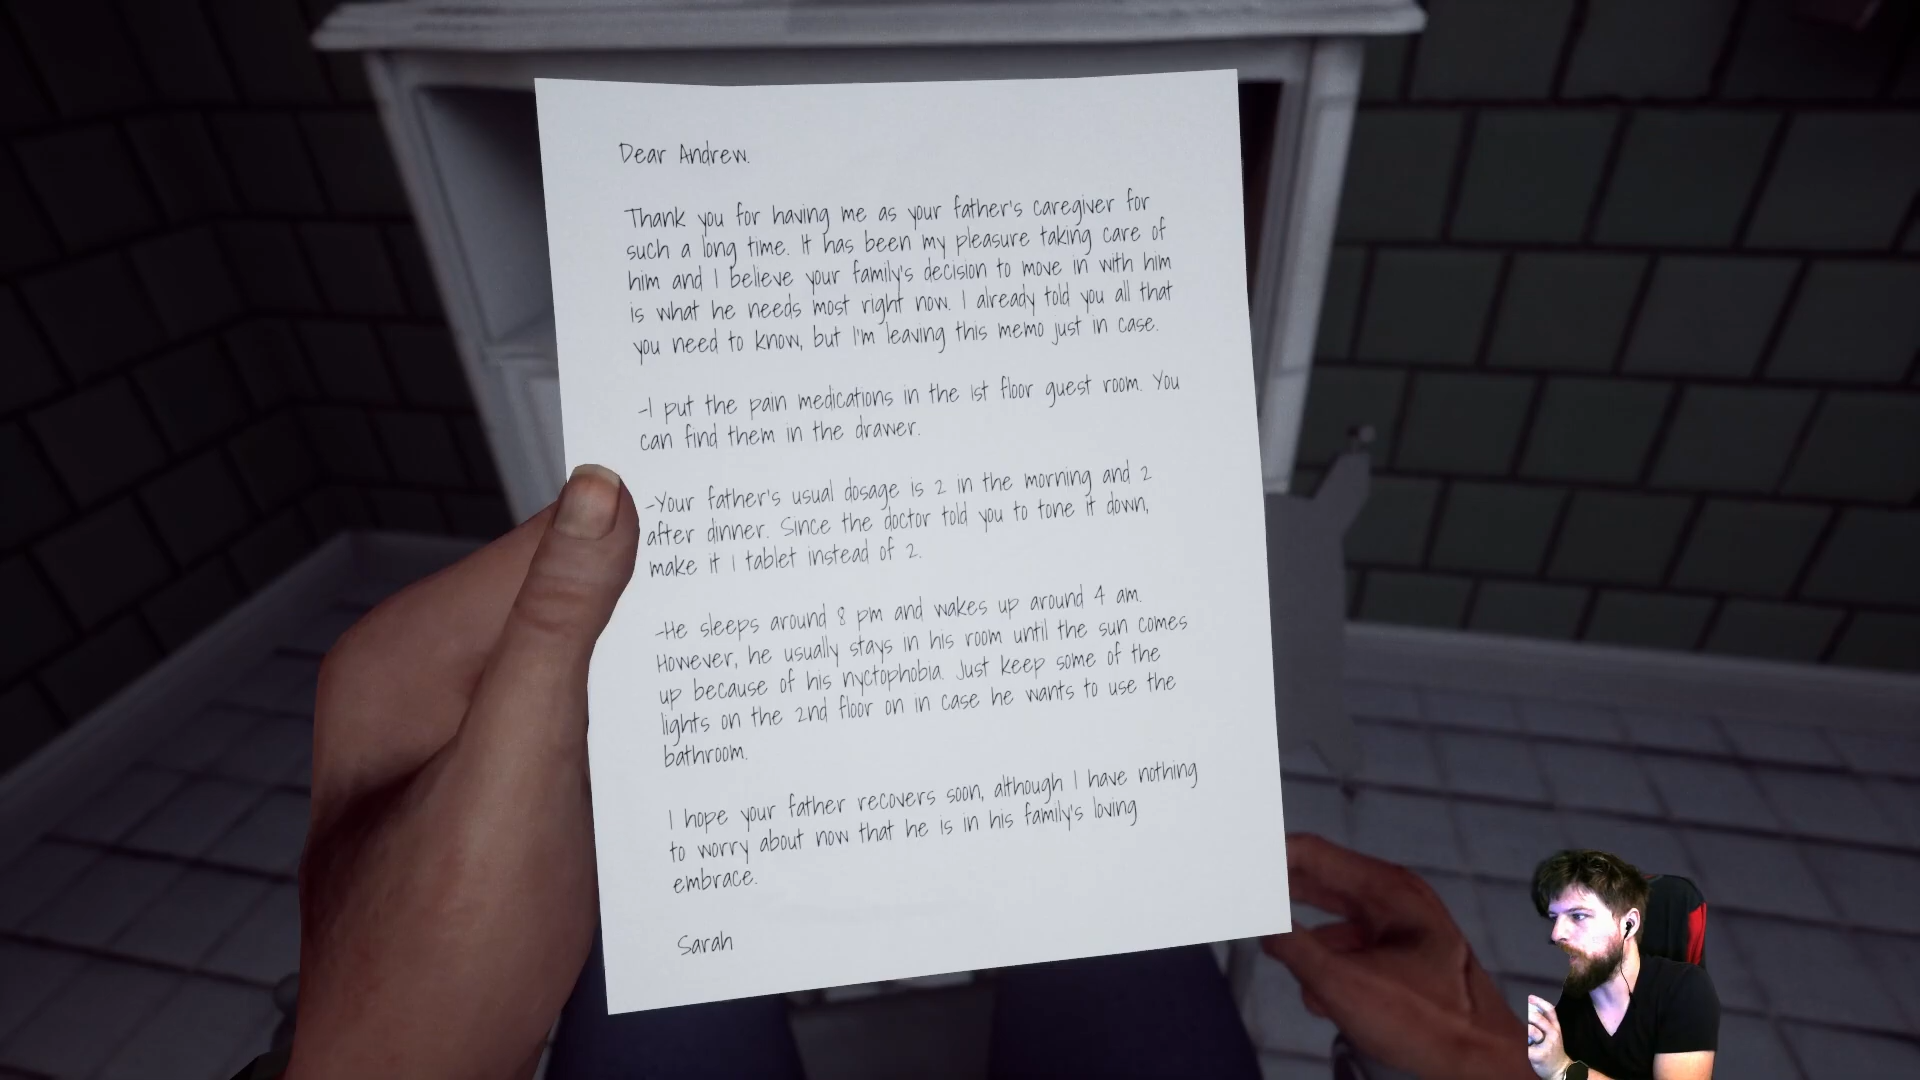 Dear Andrew.
Thank you for having me as your father's caregiver for
such a long time. It has been my pleasure taking care of
him and I believe your family's decision to move in with him
is what he needs most right now. I already told you all that
you need to know, but I'm leaving this memo just in case.
-I put the pain medications in the 1st floor guest room. You
can find them in the drawer.
-Your father's usual dosage is 2 in the morning and 2
after dinner. Since the doctor told you to tone it down,
make it 1 tablet instead of 2.
-He sleeps around 8 pm and wakes up around 4 am.
However, he usually stays in his room until the sun comes
up because of his nyctophobia. Just keep some of the
lights on the 2nd floor on in case he wants to use the
bathroom.
I hope your father recovers soon, although I have nothing
to worry about now that he is in his family's loving
embrace.
Sarah